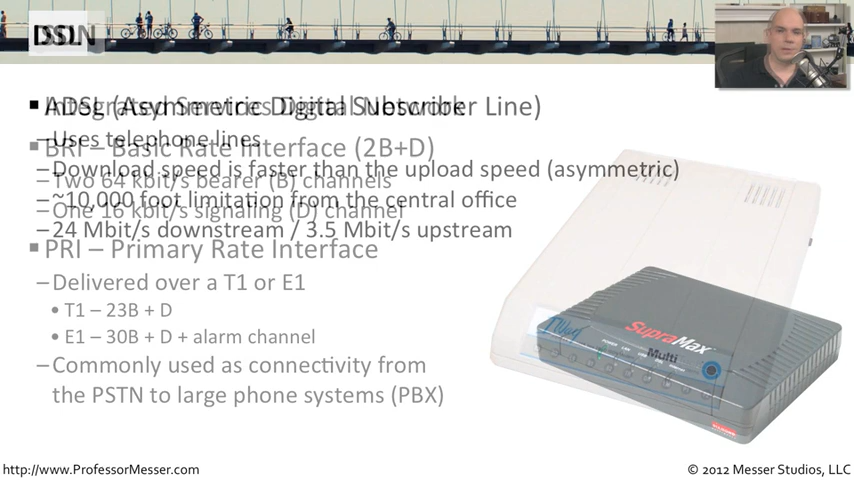 DSL
ISDN
ADSL (Asymmetric Digital Subscriber Line)
Integrated Services Digital Network
– Uses telephone lines
BRI – Basic Rate Interface (2B+D)
– Download speed is faster than the upload speed (asymmetric)
– Two 64 kbit/s bearer (B) channels
– ~10,000 foot limitation from the central office
– One 16 kbit/s signaling (D) channel
– 24 Mbit/s downstream / 3.5 Mbit/s upstream
PRI – Primary Rate Interface
– Delivered over a T1 or E1
• T1 – 23B + D
• E1 – 30B + D + alarm channel
– Commonly used as connectivity from
the PSTN to large phone systems (PBX)
SupraMax
Multi
http://www.ProfessorMesser.com
© 2012 Messer Studios, LLC